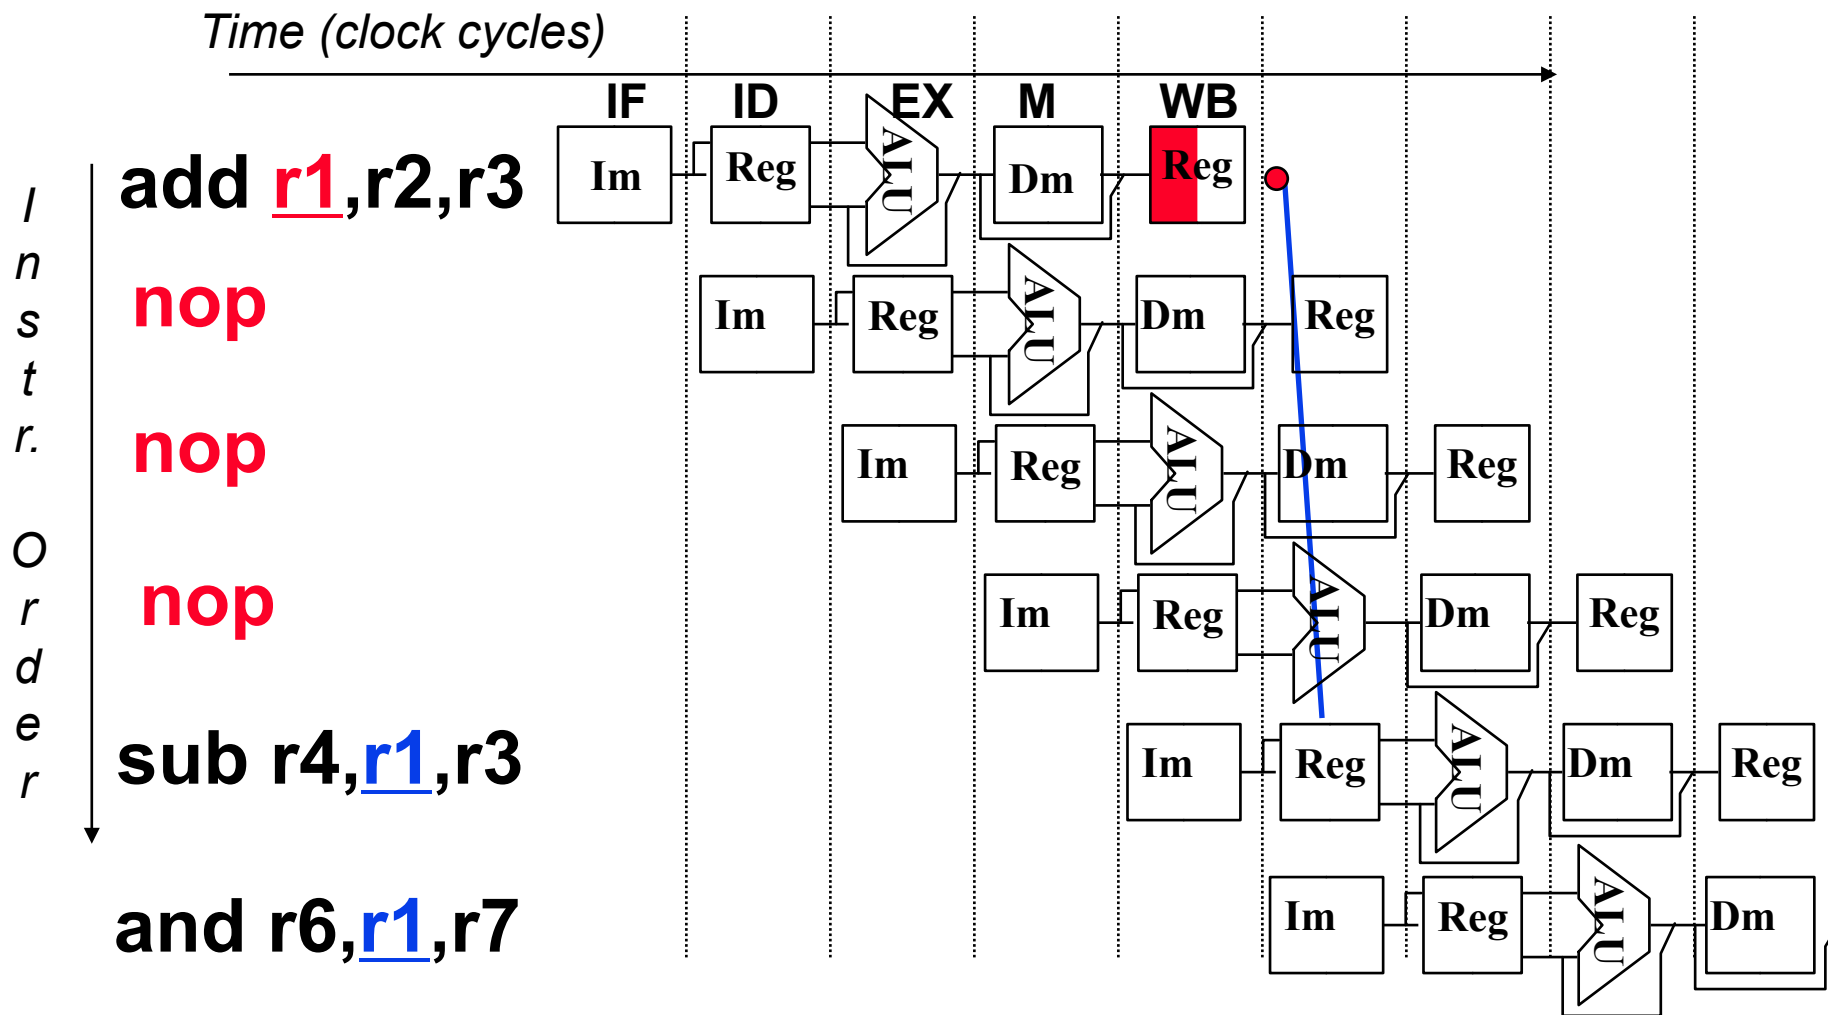 Time (clock cycles)
IF ID EX M WB
Instr. Order
add r1,r2,r3 Im Reg ALU Dm Reg
nop Im Reg ALU Dm Reg
nop Im Reg ALU Dm Reg
nop Im Reg ALU Dm Reg
sub r4,r1,r3 Im Reg ALU Dm Reg
and r6,r1,r7 Im Reg ALU Dm